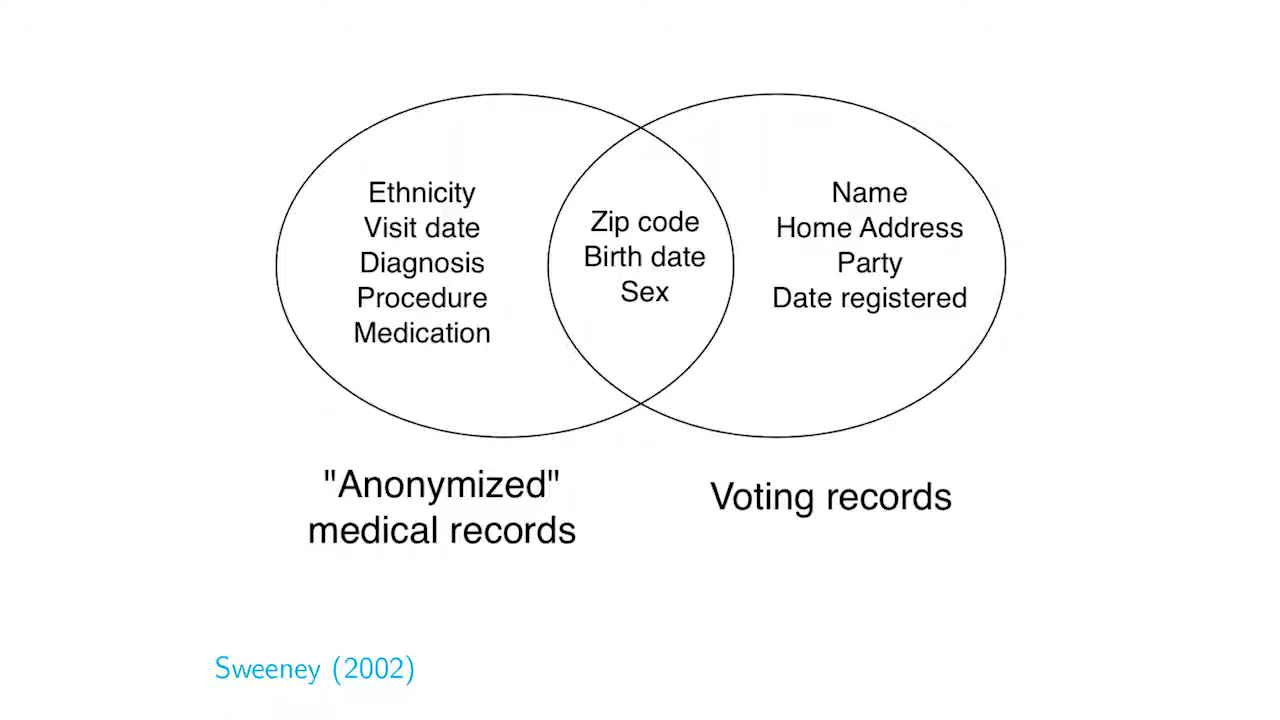 Ethnicity
Visit date
Diagnosis
Procedure
Medication
Zip code
Birth date
Sex
Name
Home Address
Party
Date registered
"Anonymized"
medical records
Voting records
Sweeney (2002)